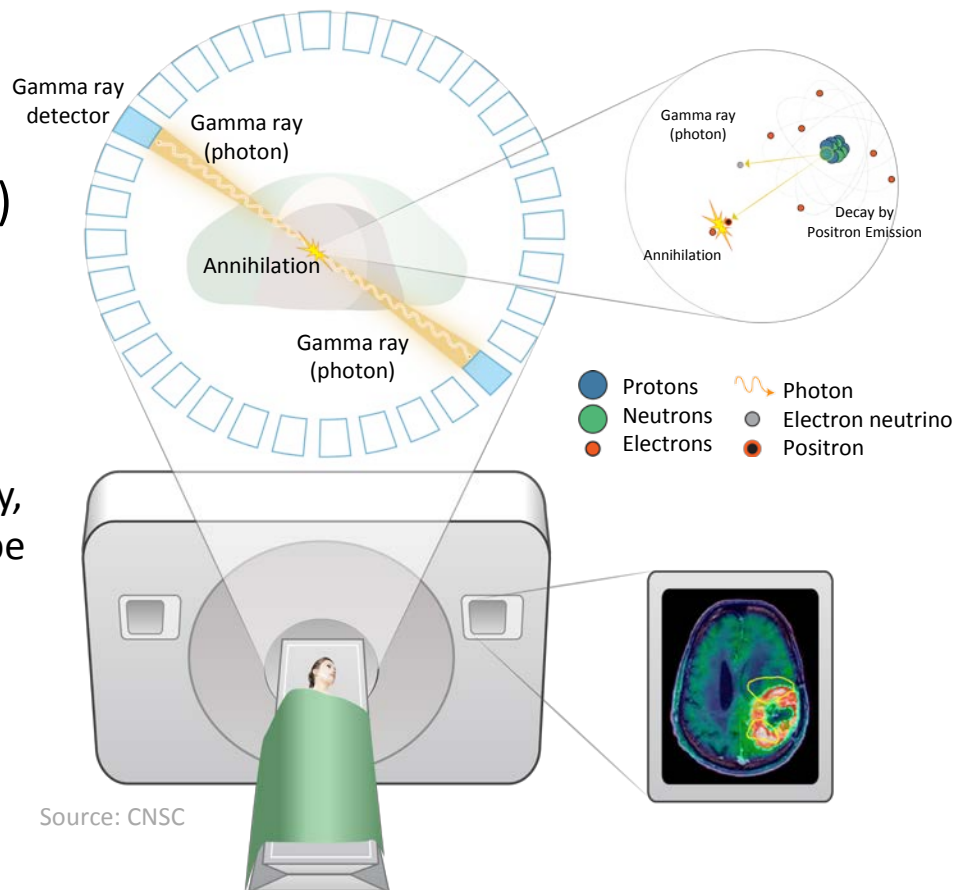 Gamma ray
detector
Gamma ray
(photon)
)
Annihilation
Gamma ray
(photon)
Gamma ray
(photon)
Decay by
Positron Emission
Annihilation
Protons
Neutrons
Electrons
Photon
Electron neutrino
Positron
y,
be
Source: CNSC